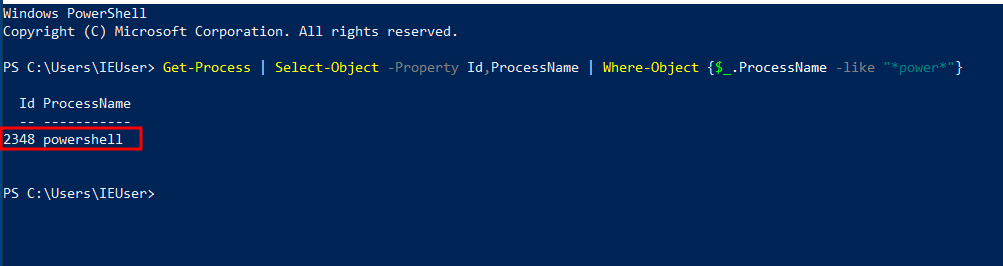 Windows PowerShell
Copyright (C) Microsoft Corporation. All rights reserved.
PS C:\Users\IEUser> Get-Process | Select-Object -Property Id,ProcessName | Where-Object {$_.ProcessName -like "*power*"}
Id ProcessName
-- -----------
2348 powershell
PS C:\Users\IEUser>